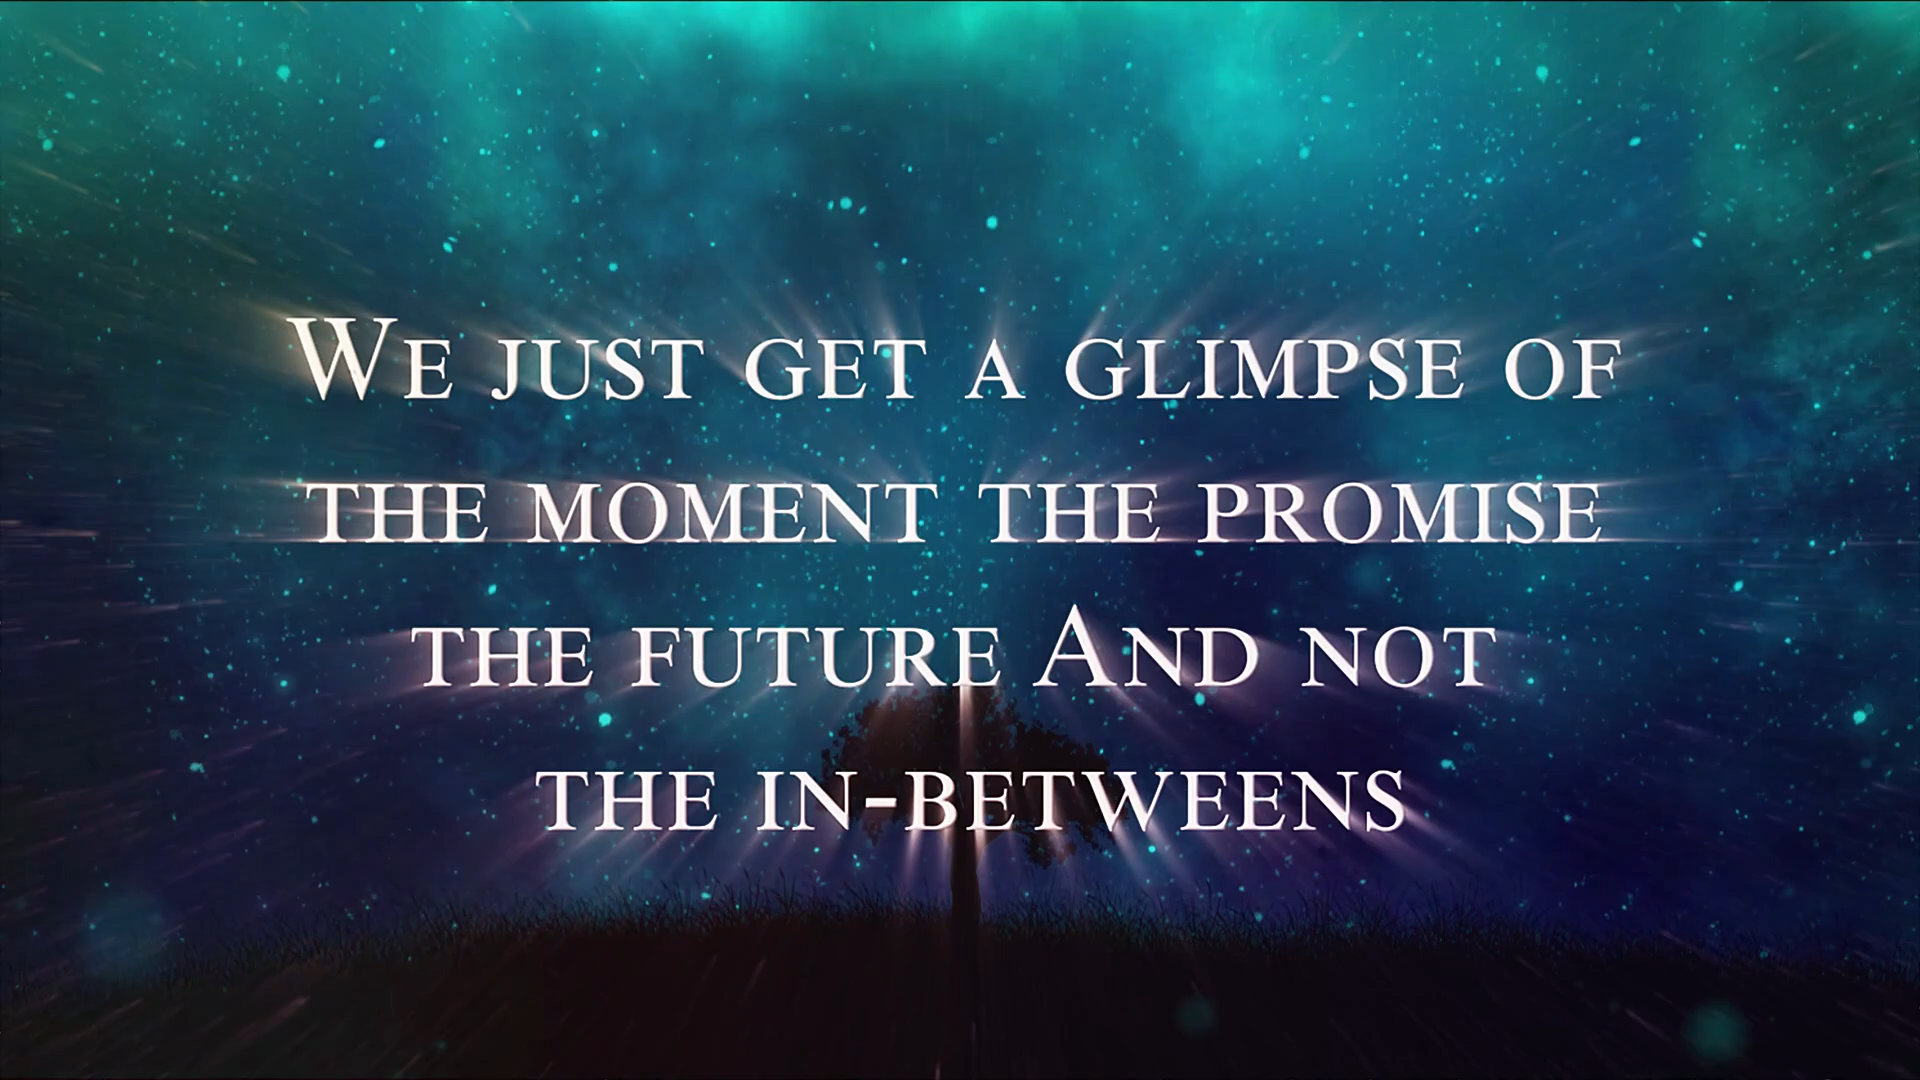 We just get a glimpse of
the moment the promise
the future And not
the in-betweens